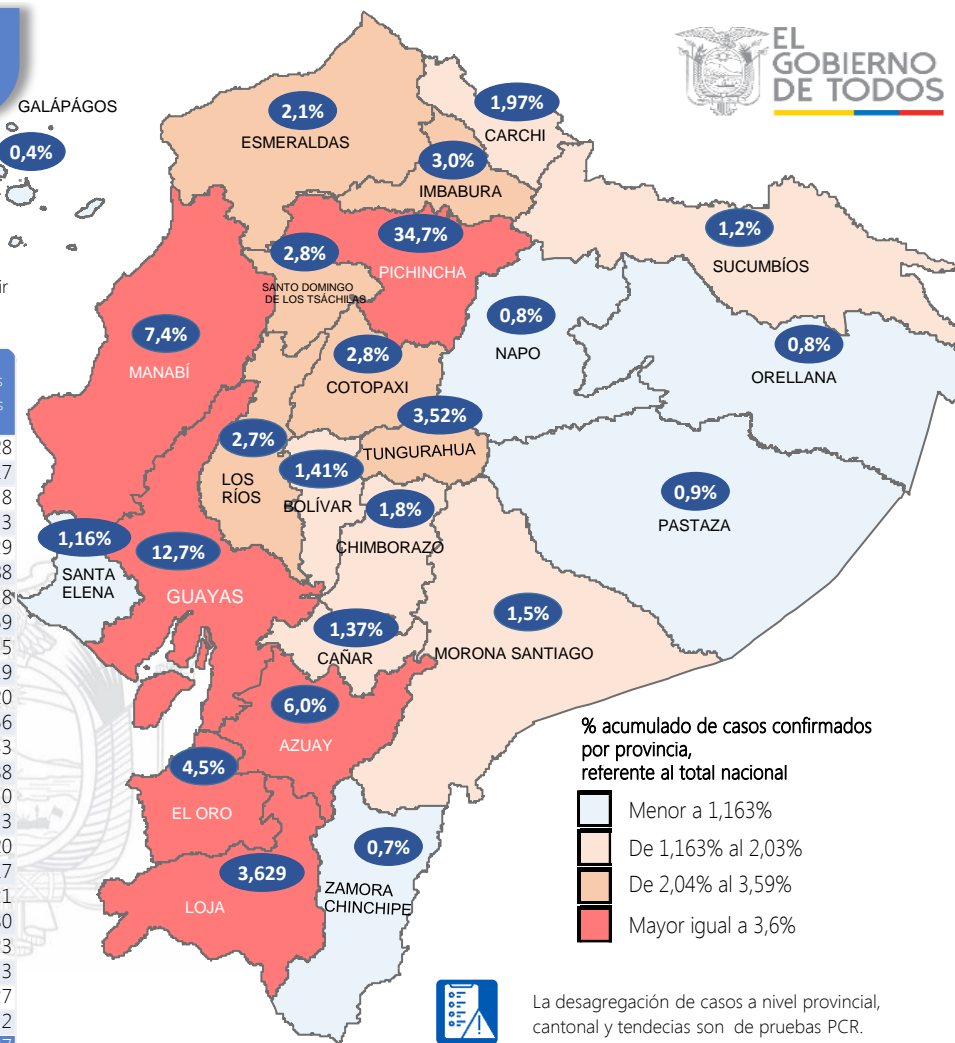 EL
GOBIERNO
DE TODOS
GALÁPAGOS
0,4%
2,1%
ESMERALDAS
1,97%
CARCHI
3,0%
IMBABURA
1,2%
SUCUMBÍOS
34,7%
PICHINCHA
2,8%
SANTO DOMINGO
DE LOS TSÁCHILAS
7,4%
MANABÍ
0,8%
NAPO
0,8%
ORELLANA
2,8%
COTOPAXI
3,52%
TUNGURAHUA
2,7%
LOS
RÍOS
1,41%
BOLÍVAR
1,8%
CHIMBORAZO
0,9%
PASTAZA
1,16%
SANTA
ELENA
12,7%
GUAYAS
1,37%
CAÑAR
1,5%
MORONA SANTIAGO
6,0%
AZUAY
4,5%
EL ORO
3,629
LOJA
0,7%
ZAMORA
CHINCHIPE
% acumulado de casos confirmados
por provincia,
referente al total nacional
Menor a 1,163%
De 1,163% al 2,03%
De 2,04% al 3,59%
Mayor igual a 3,6%
La desagregación de casos a nivel provincial,
cantonal y tendecias son de pruebas PCR.